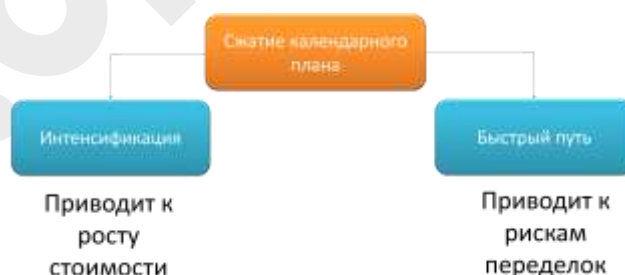 Сжатие календарного
плана
Интенсификация
Быстрый путь
Приводит к
росту
стоимости
Приводит к
рискам
переделок